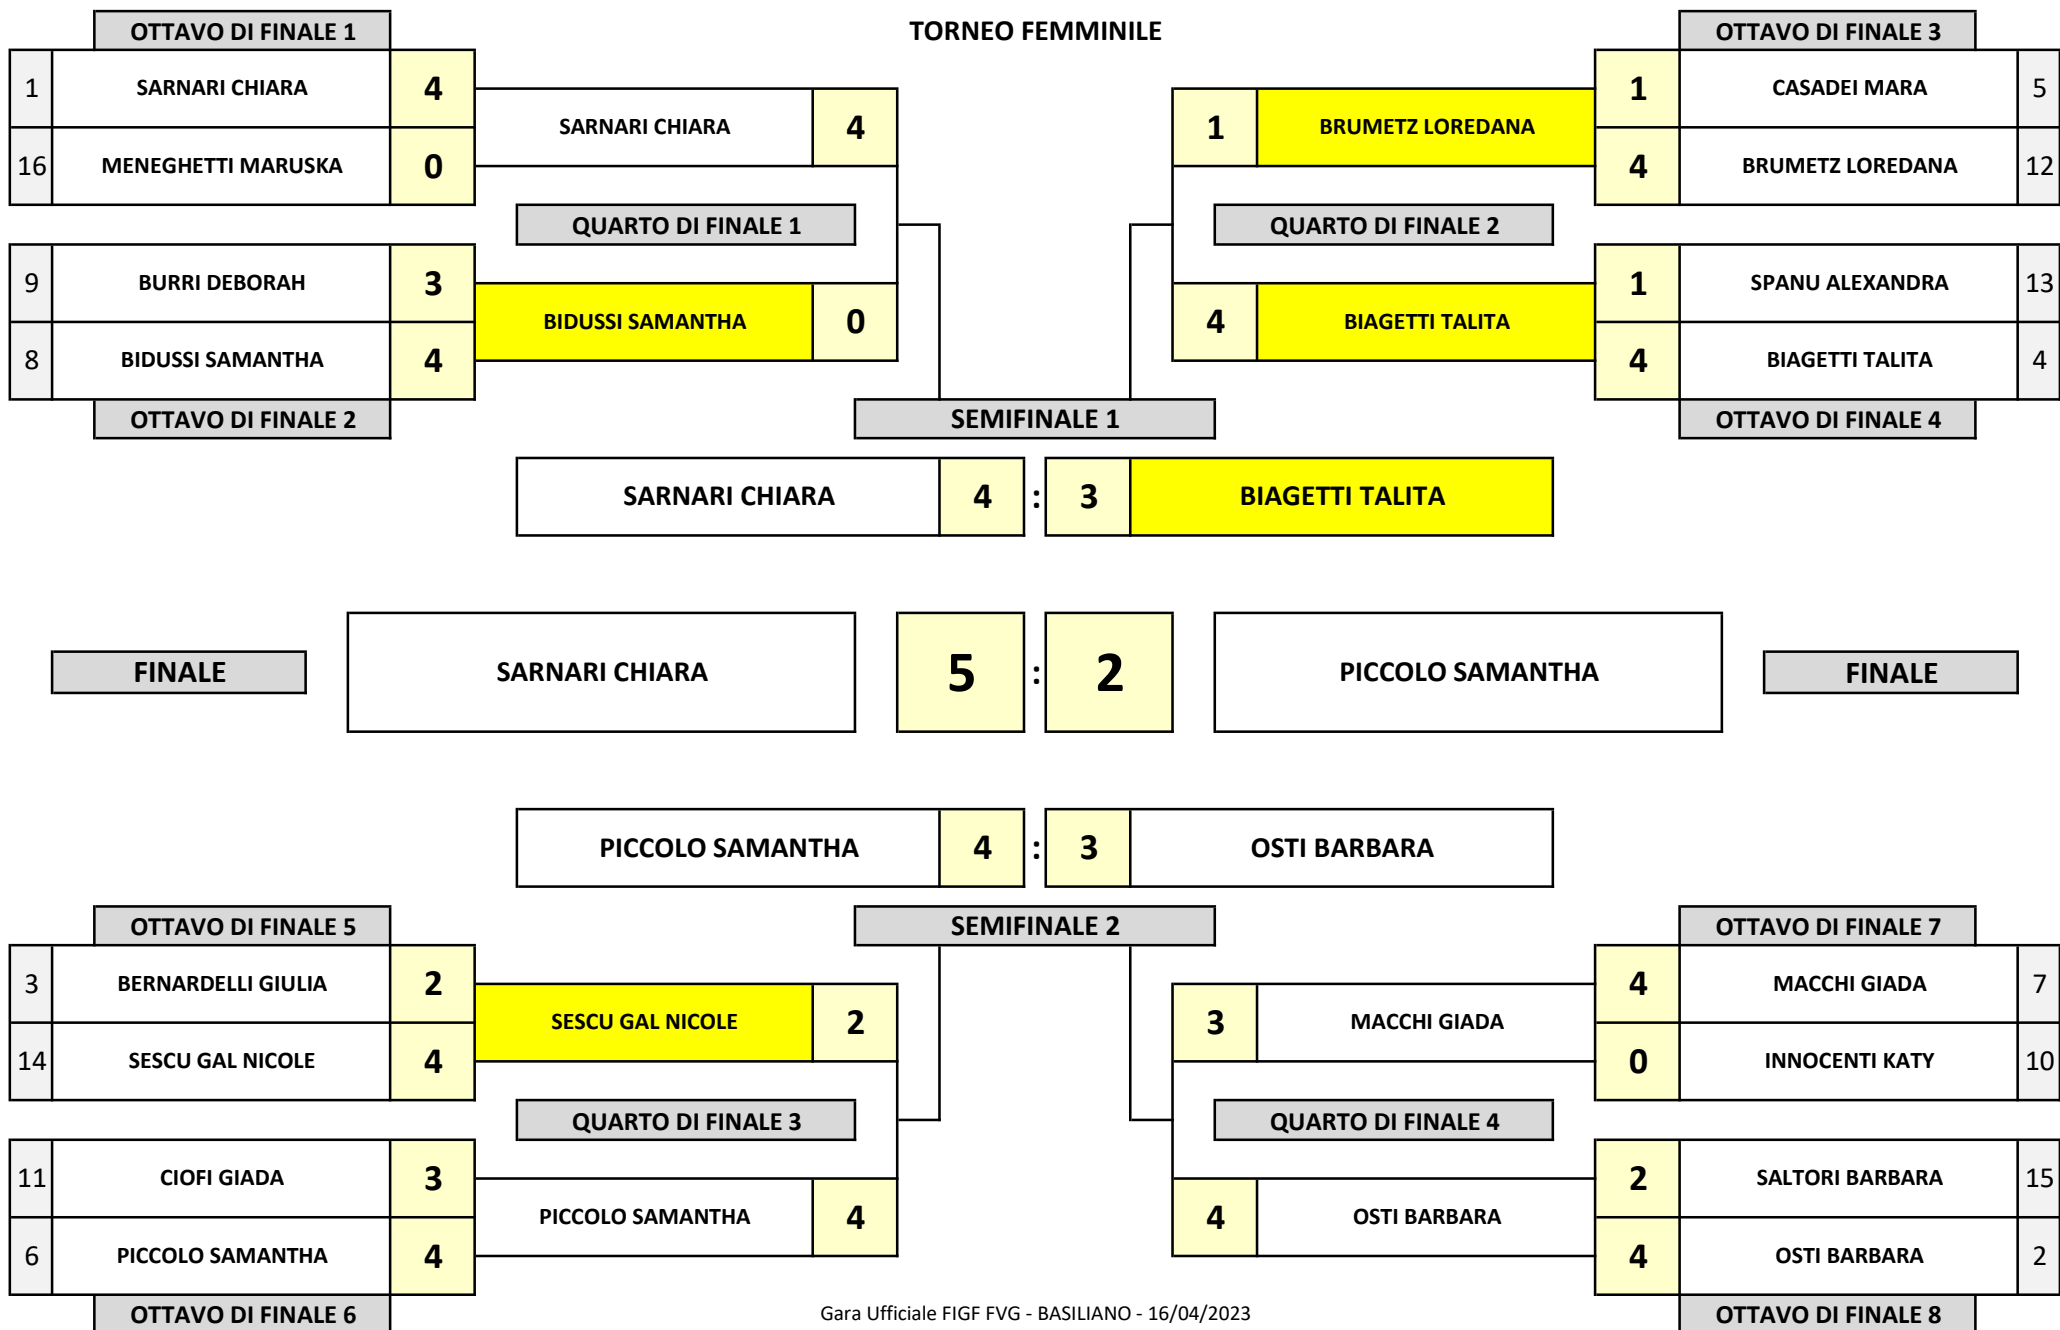 TORNEO FEMMINILE
OTTAVO DI FINALE 1
1 SARNARI CHIARA 4
16 MENEGHETTI MARUSKA 0
SARNARI CHIARA 4
QUARTO DI FINALE 1
9 BURRI DEBORAH 3
8 BIDUSSI SAMANTHA 4
BIDUSSI SAMANTHA 0
OTTAVO DI FINALE 2
OTTAVO DI FINALE 3
1 CASADEI MARA 5
4 BRUMETZ LOREDANA 12
1 BRUMETZ LOREDANA
QUARTO DI FINALE 2
1 SPANU ALEXANDRA 13
4 BIAGETTI TALITA 4
4 BIAGETTI TALITA
OTTAVO DI FINALE 4
SEMIFINALE 1
SARNARI CHIARA 4 : 3 BIAGETTI TALITA
FINALE SARNARI CHIARA 5 : 2 PICCOLO SAMANTHA FINALE
PICCOLO SAMANTHA 4 : 3 OSTI BARBARA
SEMIFINALE 2
OTTAVO DI FINALE 5
3 BERNARDELLI GIULIA 2
14 SESCU GAL NICOLE 4
SESCU GAL NICOLE 2
QUARTO DI FINALE 3
11 CIOFI GIADA 3
6 PICCOLO SAMANTHA 4
PICCOLO SAMANTHA 4
OTTAVO DI FINALE 6
OTTAVO DI FINALE 7
4 MACCHI GIADA 7
0 INNOCENTI KATY 10
3 MACCHI GIADA
QUARTO DI FINALE 4
2 SALTORI BARBARA 15
4 OSTI BARBARA 2
4 OSTI BARBARA
OTTAVO DI FINALE 8
Gara Ufficiale FIGF FVG - BASILIANO - 16/04/2023